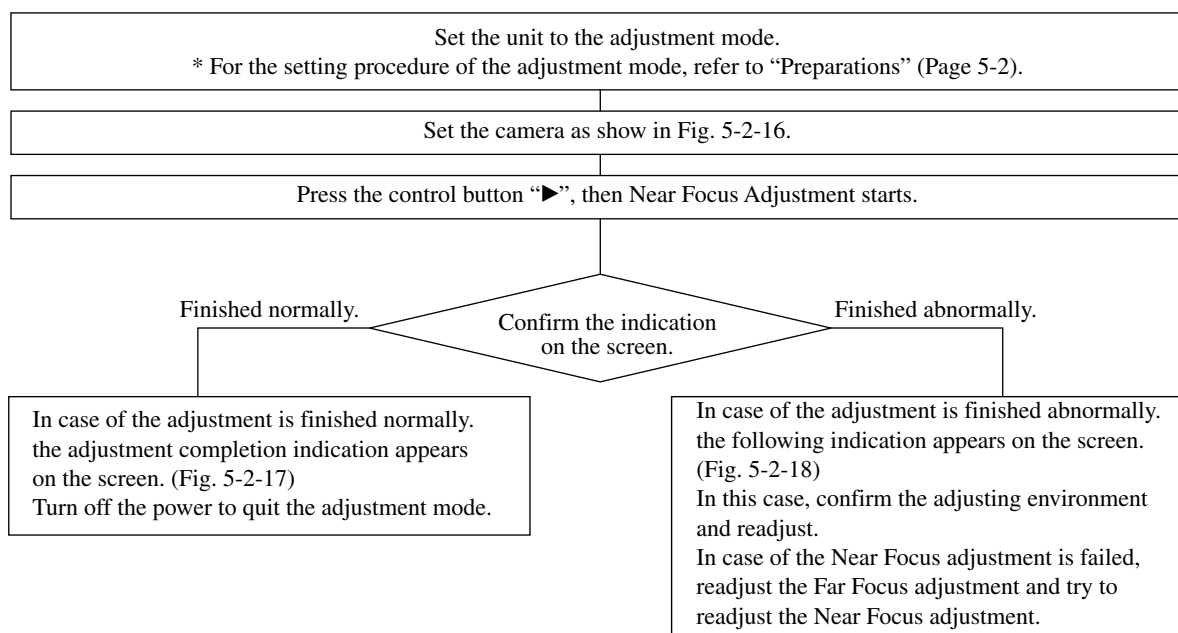 Set the unit to the adjustment mode.
* For the setting procedure of the adjustment mode, refer to “Preparations” (Page 5-2).
Set the camera as show in Fig. 5-2-16.
Press the control button “▶”, then Near Focus Adjustment starts.
Finished normally.
Finished abnormally.
Confirm the indication
on the screen.
In case of the adjustment is finished normally.
the adjustment completion indication appears
on the screen. (Fig. 5-2-17)
Turn off the power to quit the adjustment mode.
In case of the adjustment is finished abnormally.
the following indication appears on the screen.
(Fig. 5-2-18)
In this case, confirm the adjusting environment
and readjust.
In case of the Near Focus adjustment is failed,
readjust the Far Focus adjustment and try to
readjust the Near Focus adjustment.